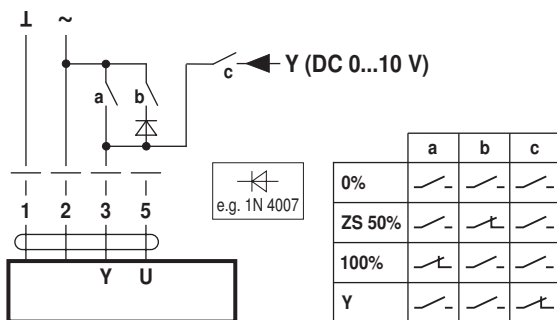 ⊥ ~
a b c Y (DC 0...10 V)
e.g. 1N 4007
1 2 3 5
Y U
a b c
0%
ZS 50%
100%
Y